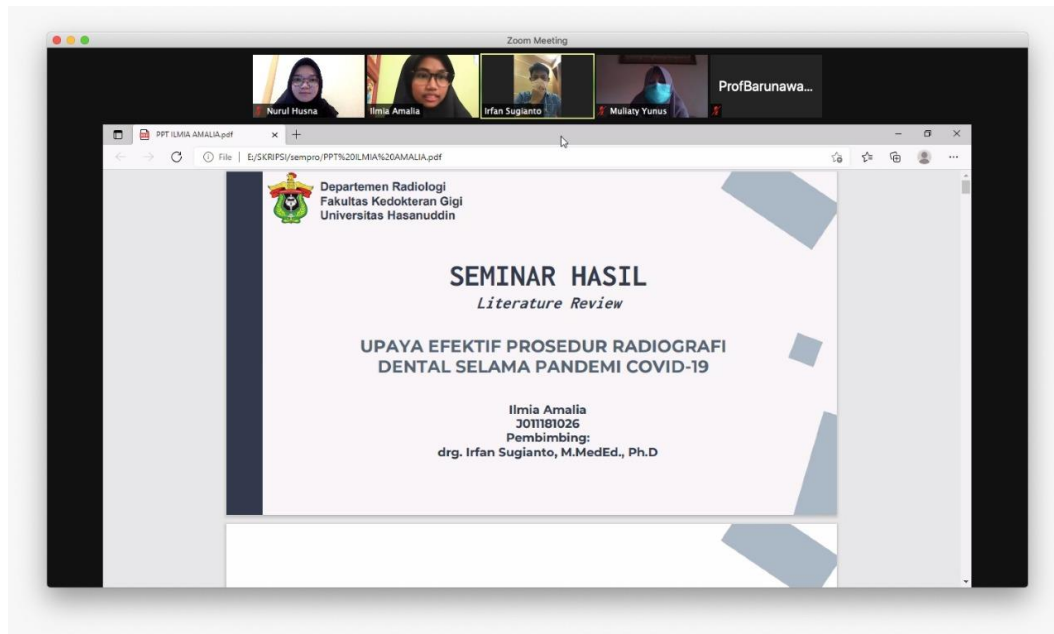 Zoom Meeting
Nurul Husna
Ilmia Amalia
Irfan Sugianto
Muliaty Yunus
ProfBarunawa...
PPT ILMIA AMALIA.pdf
File | E:/SKRIPSI/sempro/PPT%20ILMIA%20AMALIA.pdf
Departemen Radiologi
Fakultas Kedokteran Gigi
Universitas Hasanuddin
SEMINAR HASIL
Literature Review
UPAYA EFEKTIF PROSEDUR RADIOGRAFI
DENTAL SELAMA PANDEMI COVID-19
Ilmia Amalia
J011181026
Pembimbing:
drg. Irfan Sugianto, M.MedEd., Ph.D